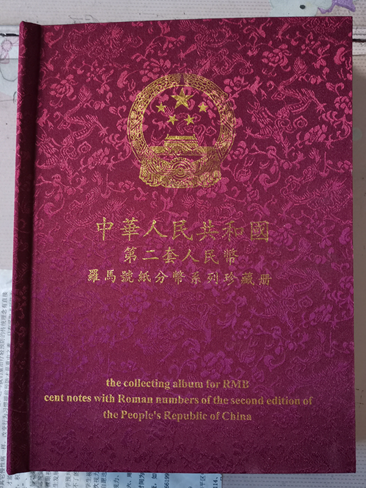 中華人民共和國
第二套人民幣
羅馬號紙分幣系列珍藏册
the collecting album for RMB
cent notes with Roman numbers of the second edition of
the People's Republic of China